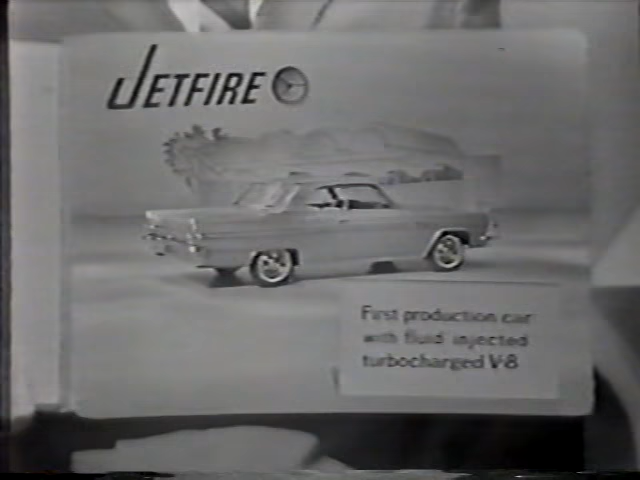 JETFIRE
First production car
with fluid injected
turbocharged V-8